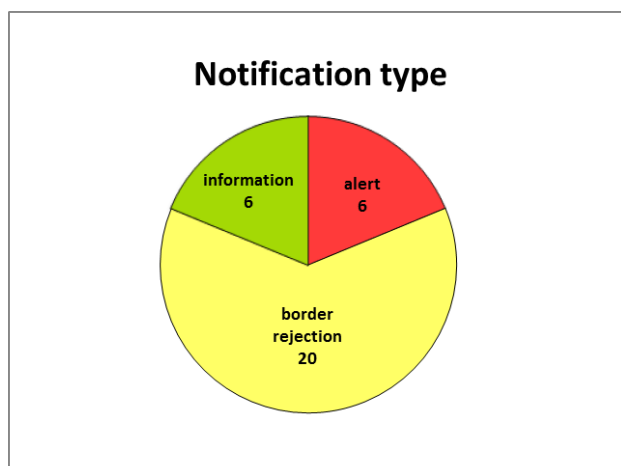 Notification type
information
6
alert
6
border
rejection
20